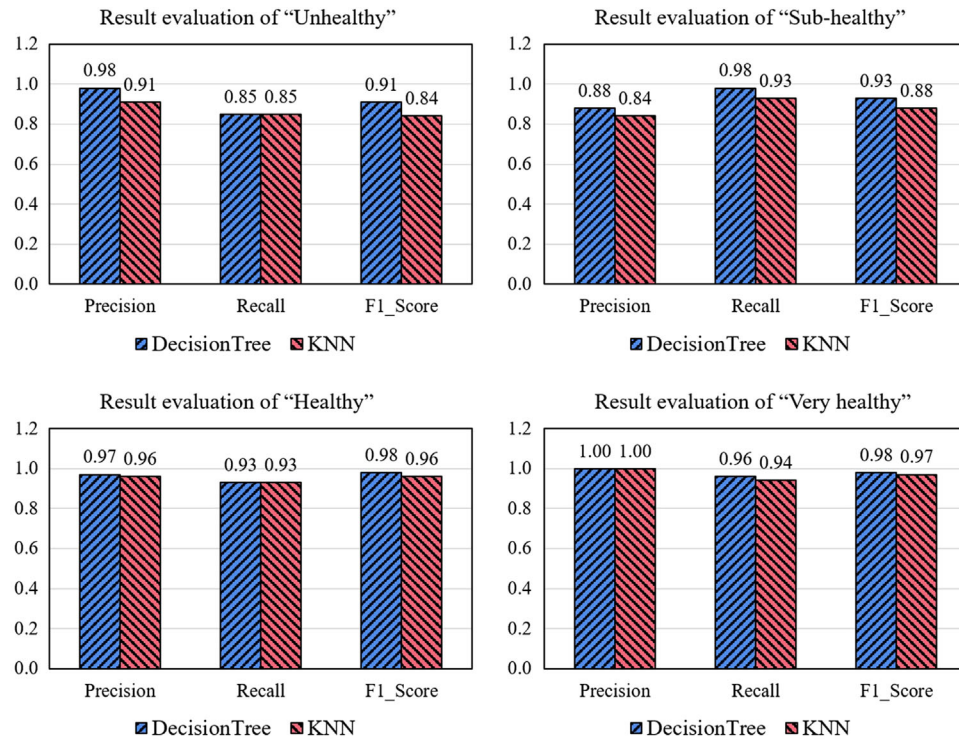 Result evaluation of “Unhealthy”
1.2
1.0
0.8
0.6
0.4
0.2
0.0
0.98 0.91 0.85 0.85 0.91 0.84
Precision Recall F1_Score
DecisionTree KNN
Result evaluation of “Sub-healthy”
1.2
1.0
0.8
0.6
0.4
0.2
0.0
0.88 0.84 0.98 0.93 0.93 0.88
Precision Recall F1_Score
DecisionTree KNN
Result evaluation of “Healthy”
1.2
1.0
0.8
0.6
0.4
0.2
0.0
0.97 0.96 0.93 0.93 0.98 0.96
Precision Recall F1_Score
DecisionTree KNN
Result evaluation of “Very healthy”
1.2
1.0
0.8
0.6
0.4
0.2
0.0
1.00 1.00 0.96 0.94 0.98 0.97
Precision Recall F1_Score
DecisionTree KNN